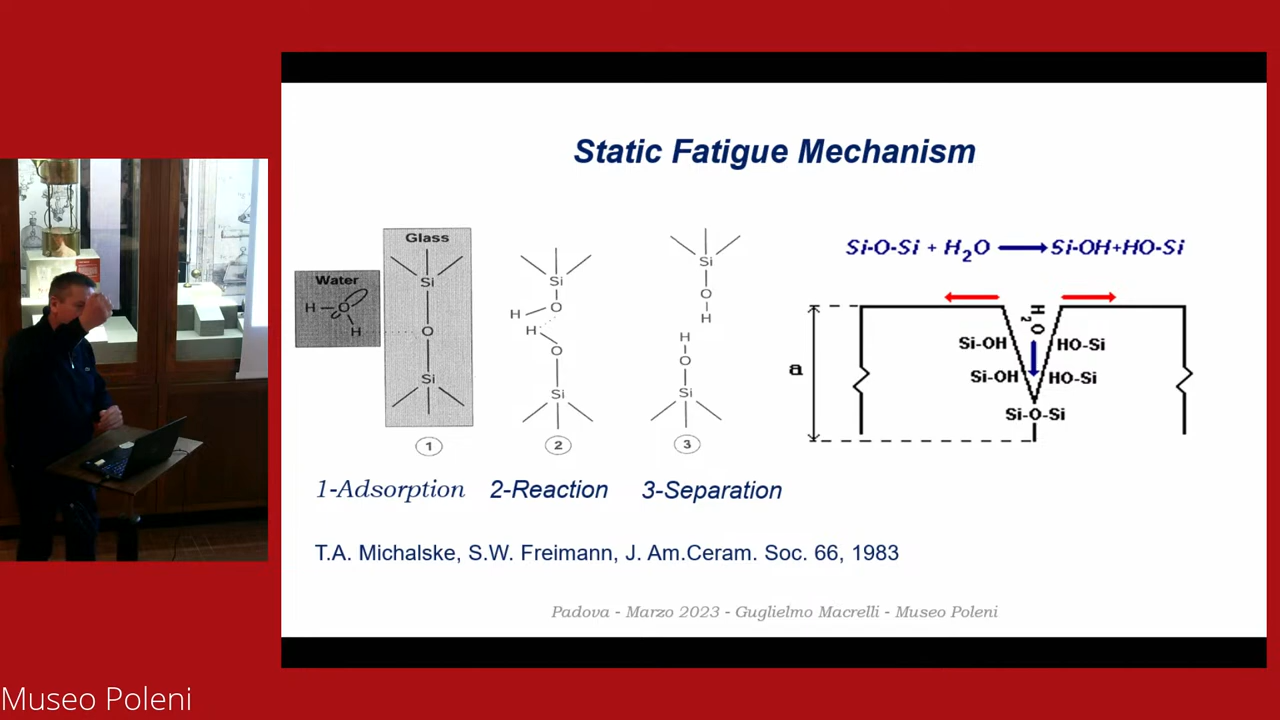 Static Fatigue Mechanism
Glass
Water
H
O
H
Si
O
Si
1
Si
O
H
H
O
Si
2
Si
O
H
H
O
Si
3
Si-O-Si + H2O → Si-OH+HO-Si
H2O
Si-OH
HO-Si
a
Si-OH
HO-Si
Si-O-Si
1-Adsorption
2-Reaction
3-Separation
T.A. Michalske, S.W. Freimann, J. Am.Ceram. Soc. 66, 1983
Padova - Marzo 2023 - Guglielmo Macrelli - Museo Poleni
Museo Poleni